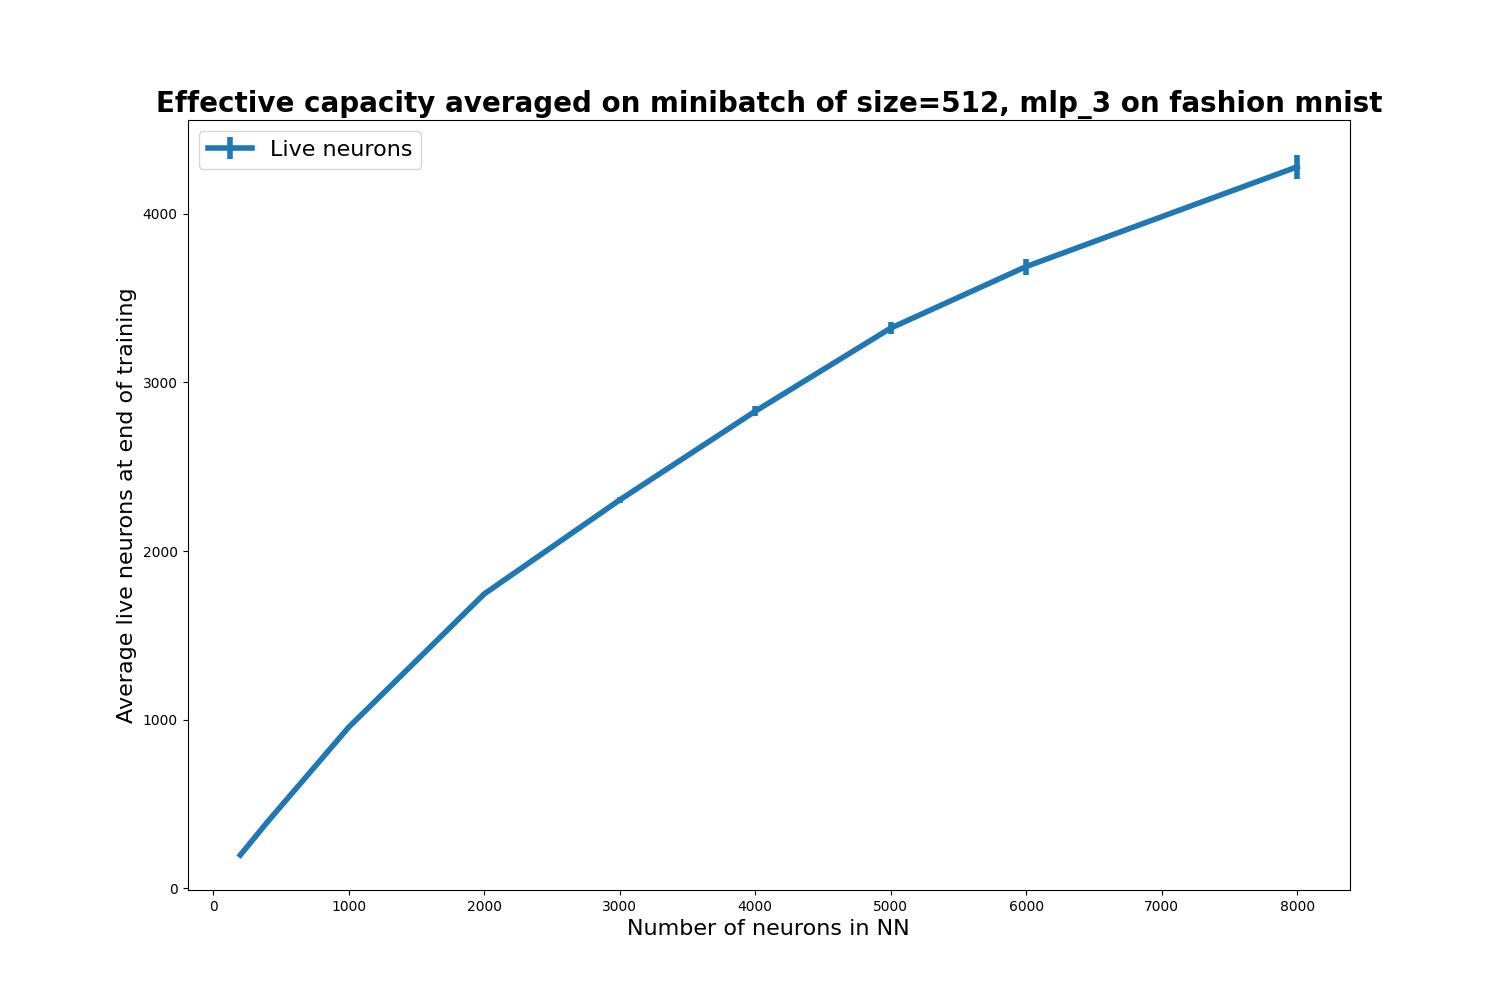 Effective capacity averaged on minibatch of size=512, mlp_3 on fashion mnist
Live neurons
Average live neurons at end of training
4000
3000
2000
1000
0
0 1000 2000 3000 4000 5000 6000 7000 8000
Number of neurons in NN